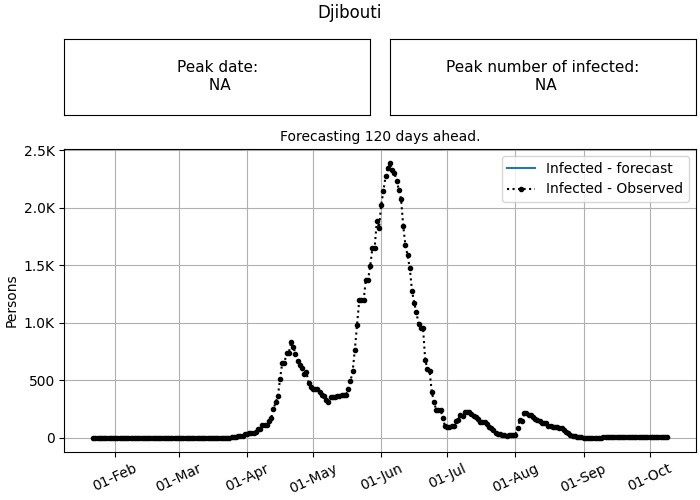 Djibouti
Peak date:
NA
Peak number of infected:
NA
Forecasting 120 days ahead.
2.5K
2.0K
1.5K
1.0K
500
0
Persons
Infected - forecast
Infected - Observed
01-Feb
01-Mar
01-Apr
01-May
01-Jun
01-Jul
01-Aug
01-Sep
01-Oct